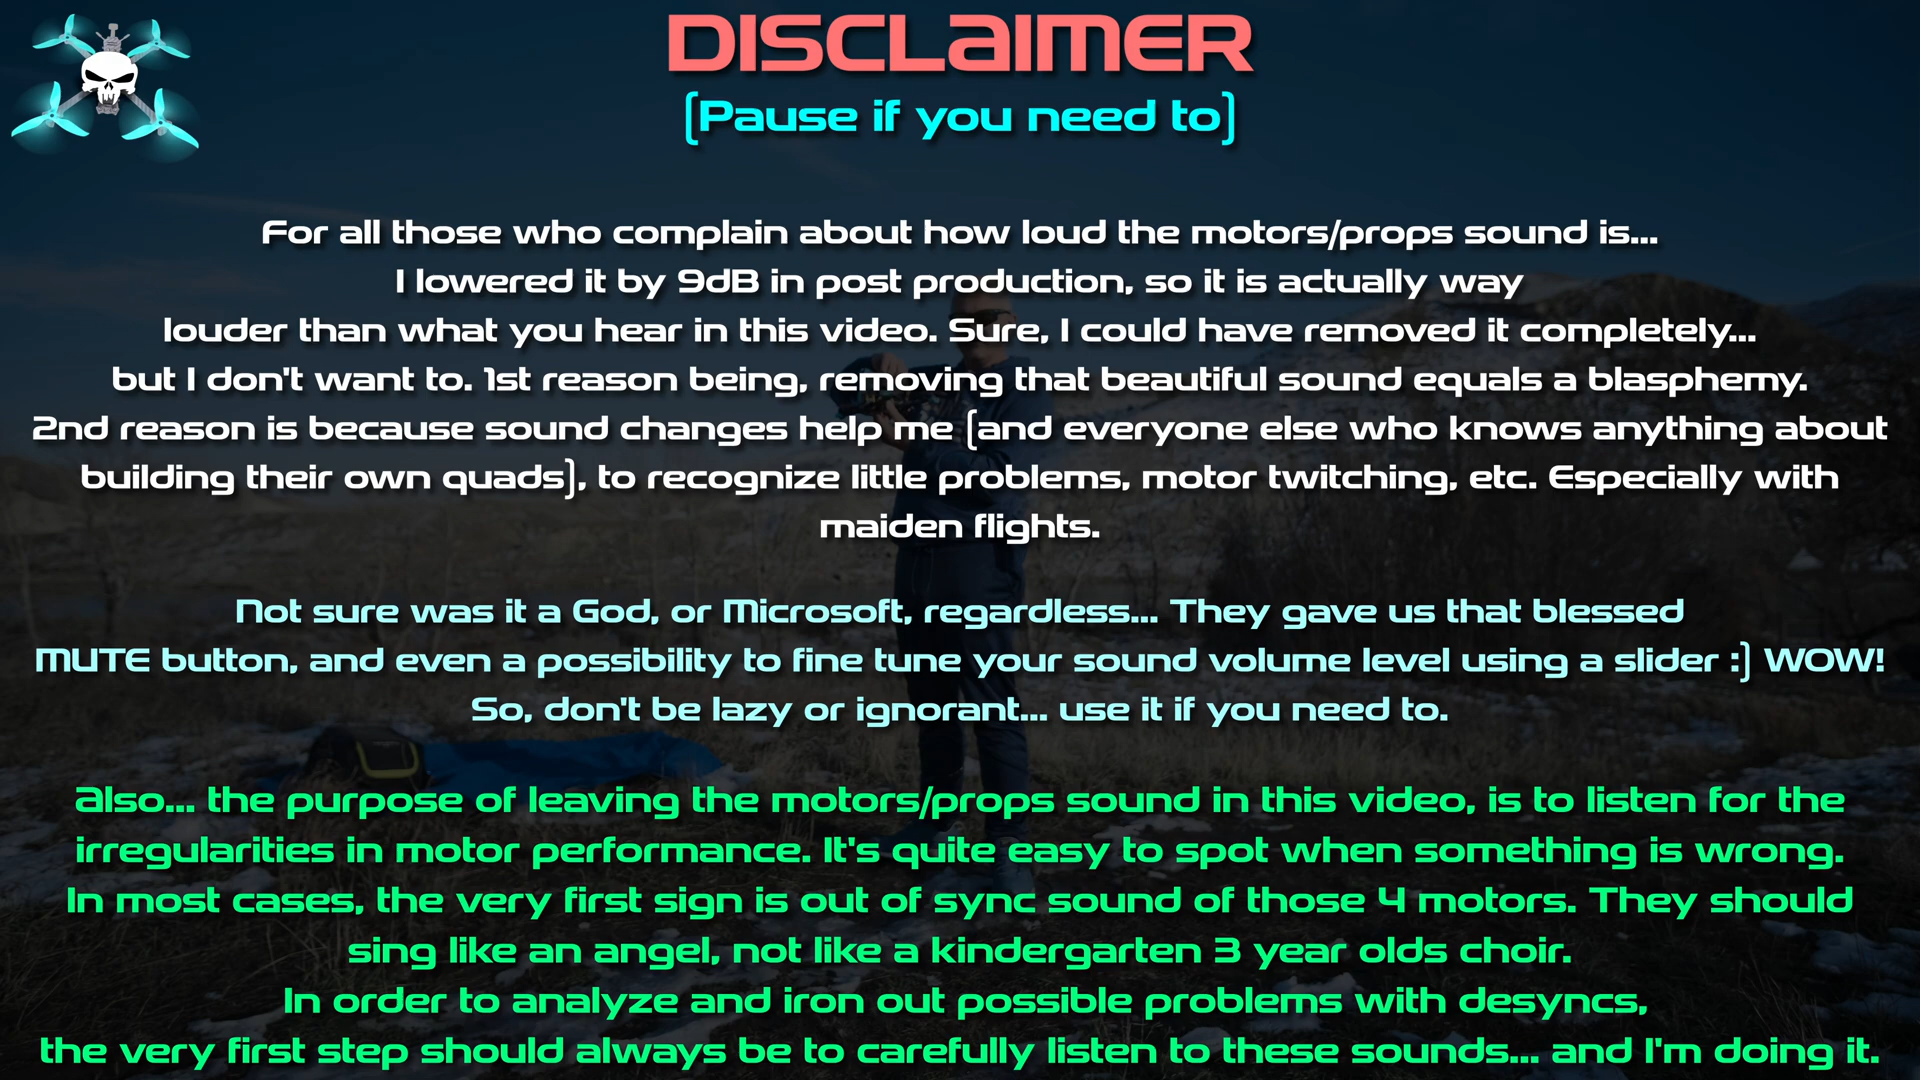 DISCLAIMER
(Pause if you need to)
For all those who complain about how loud the motors/props sound is...
I lowered it by 9dB in post production, so it is actually way
louder than what you hear in this video. Sure, I could have removed it completely...
but I don't want to. 1st reason being, removing that beautiful sound equals a blasphemy.
2nd reason is because sound changes help me (and everyone else who knows anything about
building their own quads), to recognize little problems, motor twitching, etc. Especially with
maiden flights.
Not sure was it a God, or Microsoft, regardless... They gave us that blessed
MUTE button, and even a possibility to fine tune your sound volume level using a slider :) WOW!
So, don't be lazy or ignorant... use it if you need to.
Also... the purpose of leaving the motors/props sound in this video, is to listen for the
irregularities in motor performance. It's quite easy to spot when something is wrong.
In most cases, the very first sign is out of sync sound of those 4 motors. They should
sing like an angel, not like a kindergarten 3 year olds choir.
In order to analyze and iron out possible problems with desyncs,
the very first step should always be to carefully listen to these sounds... and I'm doing it.